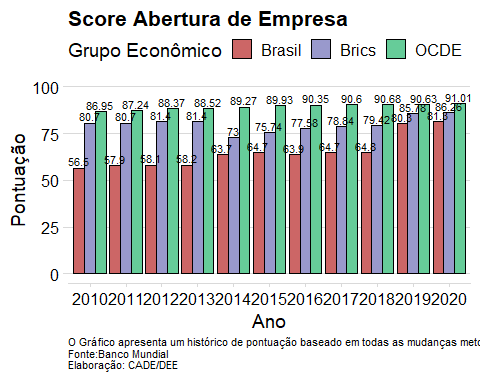 Score Abertura de Empresa
Grupo Econômico Brasil Brics OCDE
Pontuação
100
75
50
25
0
56.5 80.7 86.95
57.9 80.7 87.24
58.1 81.4 88.37
58.2 81.4 88.52
63.7 73 89.27
64.7 75.74 89.93
63.9 77.98 90.35
64.7 78.84 90.6
64.8 79.42 90.68
80.3 85.78 90.63
81.3 86.26 91.01
2010 2011 2012 2013 2014 2015 2016 2017 2018 2019 2020
Ano
O Gráfico apresenta um histórico de pontuação baseado em todas as mudanças meto
Fonte:Banco Mundial
Elaboração: CADE/DEE